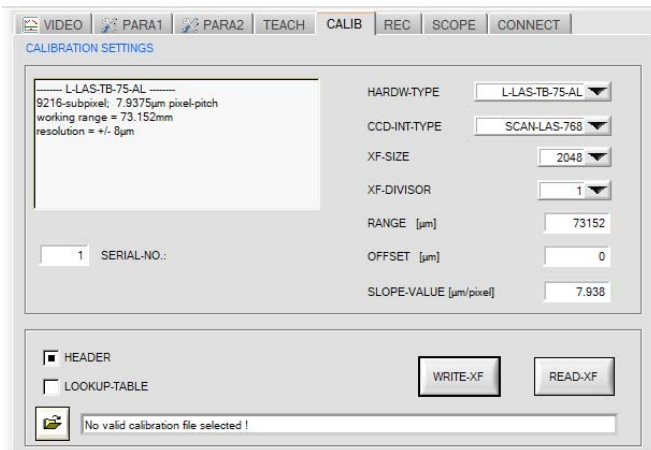 VIDEO PARA1 PARA2 TEACH CALIB REC SCOPE CONNECT
CALIBRATION SETTINGS
-------- L-LAS-TB-75-AL --------
9216-subpixel; 7.9375µm pixel-pitch
working range = 73.152mm
resolution = +/- 8µm
HARDW-TYPE L-LAS-TB-75-AL
CCD-INT-TYPE SCAN-LAS-768
XF-SIZE 2048
XF-DIVISOR 1
RANGE [µm] 73152
1 SERIAL-NO.:
OFFSET [µm] 0
SLOPE-VALUE [µm/pixel] 7.938
HEADER
LOOKUP-TABLE
WRITE-XF
READ-XF
No valid calibration file selected !